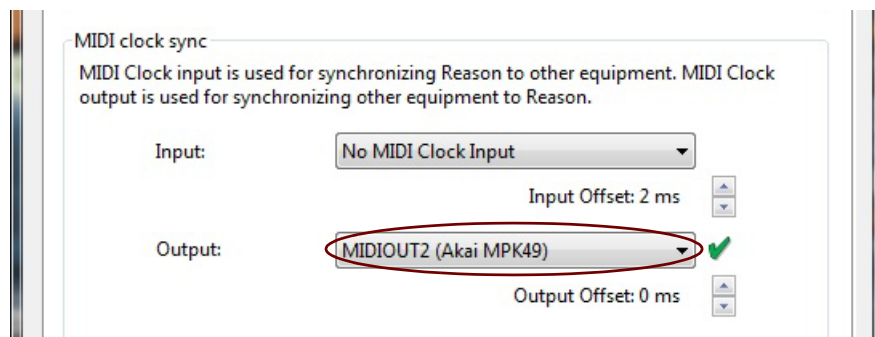 MIDI clock sync
MIDI Clock input is used for synchronizing Reason to other equipment. MIDI Clock
output is used for synchronizing other equipment to Reason.
Input: No MIDI Clock Input
Input Offset: 2 ms
Output: MIDIOUT2 (Akai MPK49)
Output Offset: 0 ms